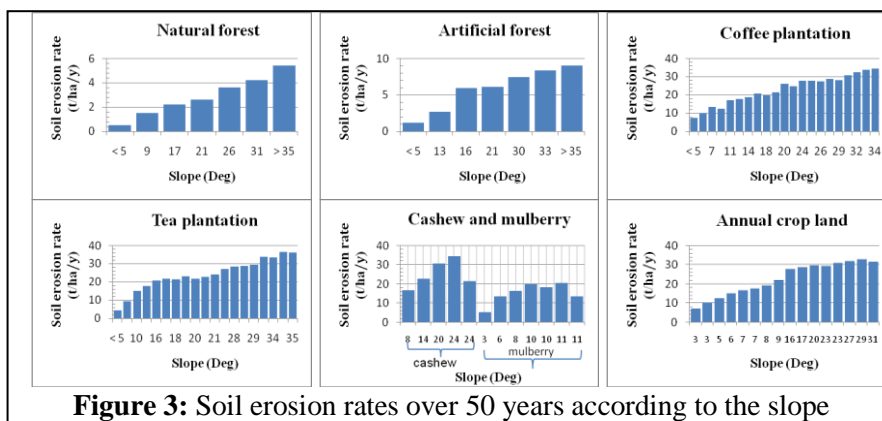 Natural forest
Soil erosion rate
(t/ha/y)
6
4
2
0
< 5 9 17 21 26 31 > 35
Slope (Deg)
Artificial forest
Soil erosion rate
(t/ha/y)
10
5
0
< 5 13 16 21 30 33 > 35
Slope (Deg)
Coffee plantation
Soil erosion rate
(t/ha/y)
40
30
20
10
0
< 5 7 11 14 18 20 24 26 29 32 34
Slope (Deg)
Tea plantation
Soil erosion rate
(t/ha/y)
40
30
20
10
0
< 5 10 16 18 20 21 28 29 34 35
Slope (Deg)
Cashew and mulberry
Soil erosion rate
(t/ha/y)
40
30
20
10
0
8 14 20 24 24 3 6 8 10 10 11 11
cashew
mulberry
Slope (Deg)
Annual crop land
Soil erosion rate
(t/ha/y)
40
30
20
10
0
3 3 5 6 7 7 8 9 16 17 20 23 23 27 29 31
Slope (Deg)
Figure 3: Soil erosion rates over 50 years according to the slope